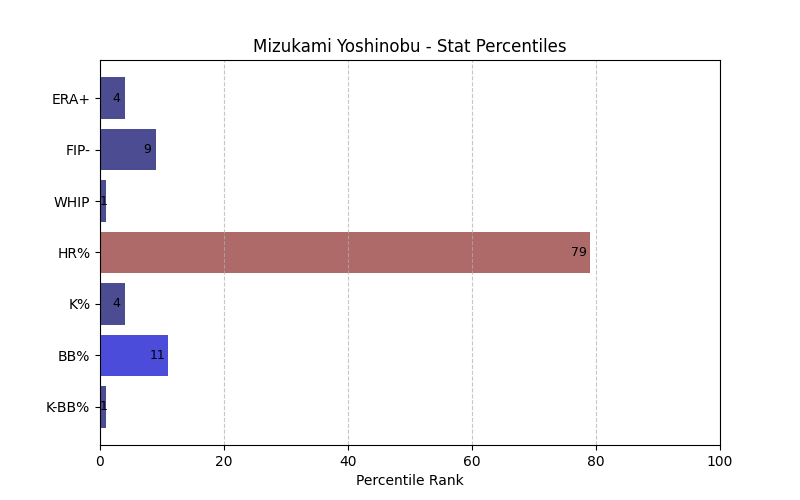 Mizukami Yoshinobu - Stat Percentiles
ERA+ 4
FIP- 9
WHIP 1
HR% 79
K% 4
BB% 11
K-BB% 1
0 20 40 60 80 100
Percentile Rank